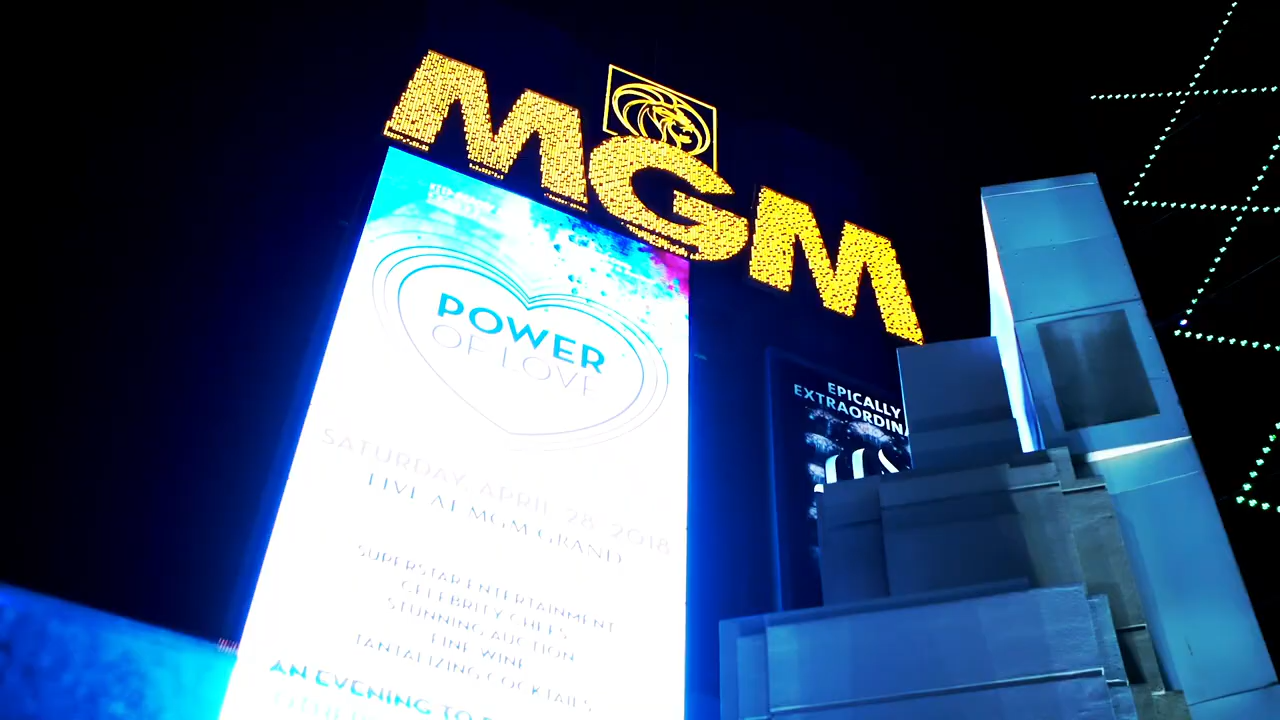 MGM
POWER
OF LOVE
SATURDAY, APRIL 28, 2018
LIVE AT MGM GRAND
SUPERSTAR ENTERTAINMENT
CELEBRITY CHEFS
STUNNING AUCTION
FINE WINE
TANTALIZING COCKTAILS
AN EVENING TO
EPICALLY
EXTRAORDIN